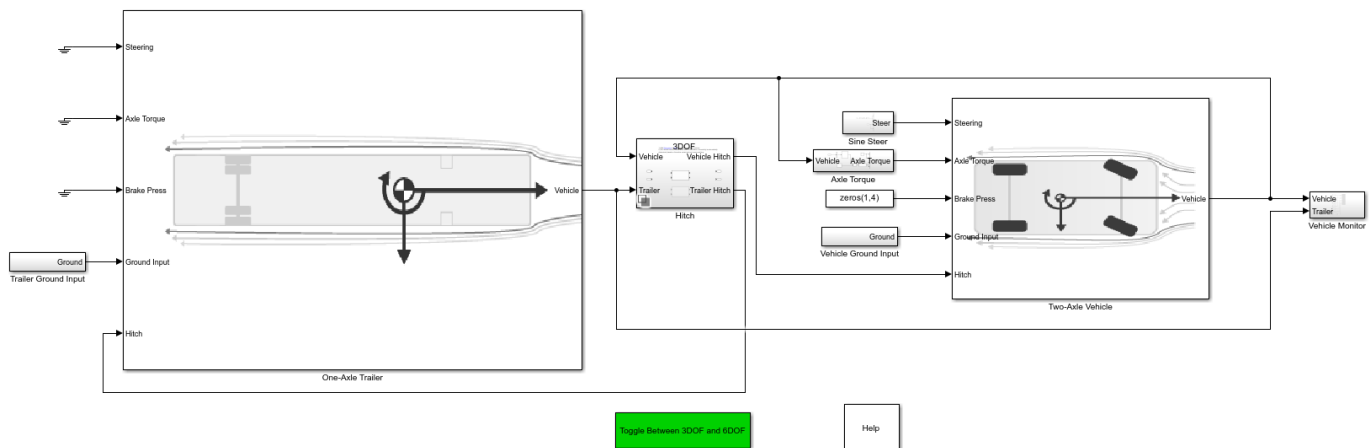 Steering
Axle Torque
Brake Press
Ground Input
Hitch
Vehicle
One-Axle Trailer
Ground
Trailer Ground Input
3DOF
Vehicle
Vehicle Hitch
Trailer
Trailer Hitch
Hitch
Steer
Sine Steer
Vehicle
Axle Torque
Axle Torque
zeros(1,4)
Ground
Vehicle Ground Input
Steering
Axle Torque
Brake Press
Ground Input
Hitch
Vehicle
Two-Axle Vehicle
Vehicle
Trailer
Vehicle Monitor
Toggle Between 3DOF and 6DOF
Help